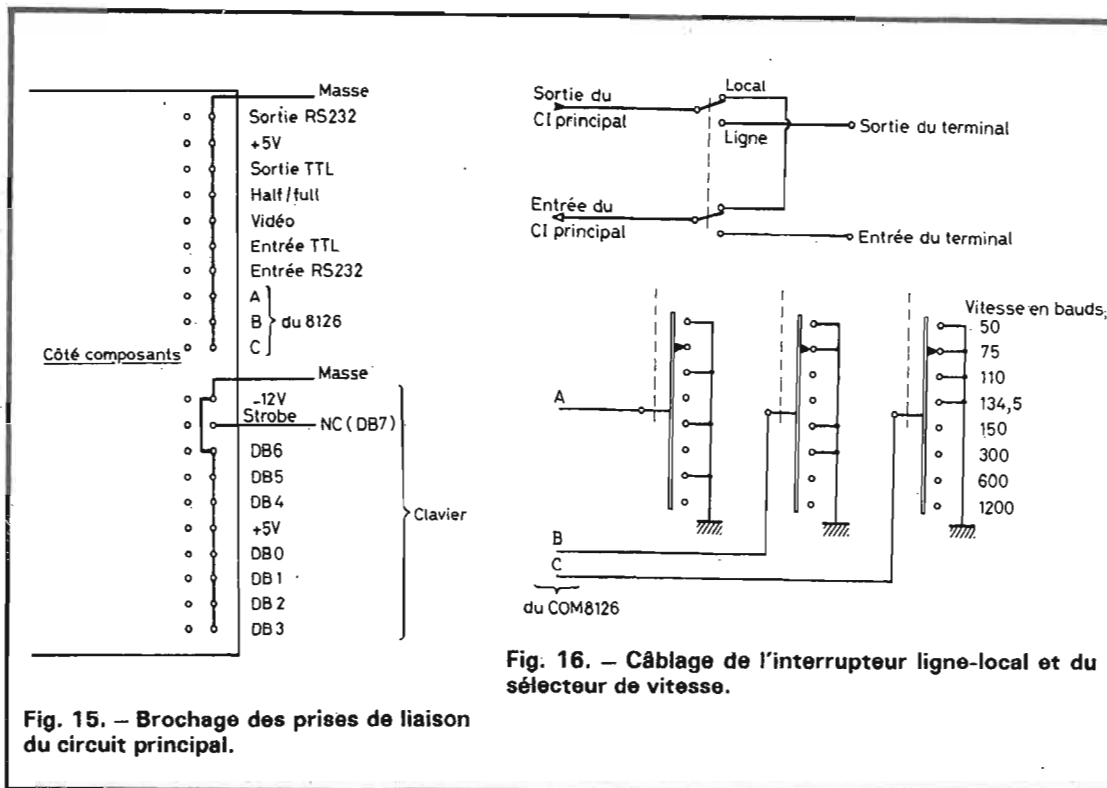 Masse
Sortie RS232
+5V
Sortie TTL
Half/full
Vidéo
Entrée TTL
Entrée RS232
A
B
du 8126
C
Côté composants
Masse
-12V
Strobe
NC (DB7)
DB6
DB5
DB4
+5V
DB0
DB1
DB2
DB3
Clavier
Fig. 15. – Brochage des prises de liaison
du circuit principal.
Sortie du
CI principal
Local
Ligne
Sortie du terminal
Entrée du
CI principal
Entrée du terminal
Vitesse en bauds
50
75
110
134,5
150
300
600
1200
A
B
C
du COM8126
Fig. 16. – Câblage de l'interrupteur ligne-local et du
sélecteur de vitesse.